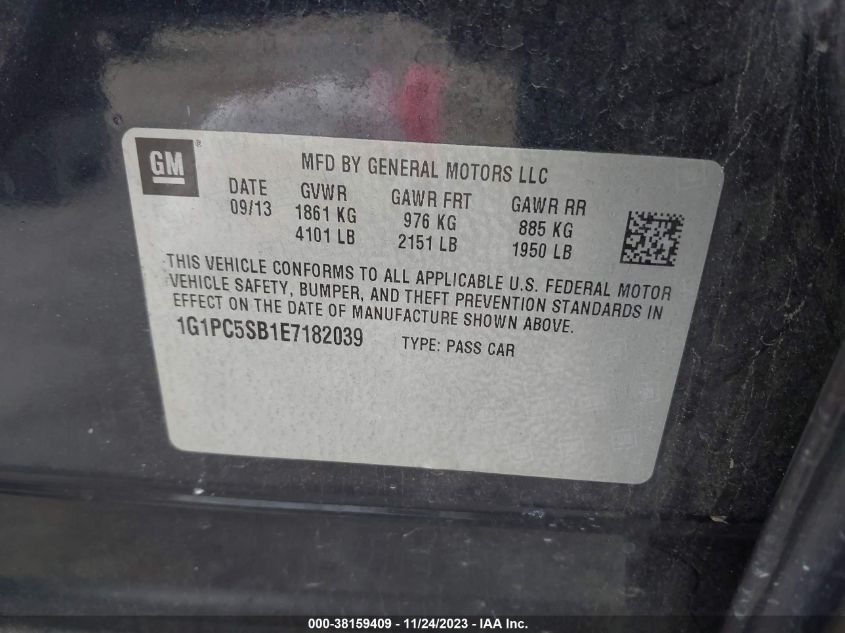 GM ®
MFD BY GENERAL MOTORS LLC
DATE GVWR GAWR FRT GAWR RR
09/13 1861 KG 976 KG 885 KG
4101 LB 2151 LB 1950 LB
THIS VEHICLE CONFORMS TO ALL APPLICABLE U.S. FEDERAL MOTOR
VEHICLE SAFETY, BUMPER, AND THEFT PREVENTION STANDARDS IN
EFFECT ON THE DATE OF MANUFACTURE SHOWN ABOVE.
1G1PC5SB1E7182039 TYPE: PASS CAR
000-38159409 - 11/24/2023 - IAA Inc.